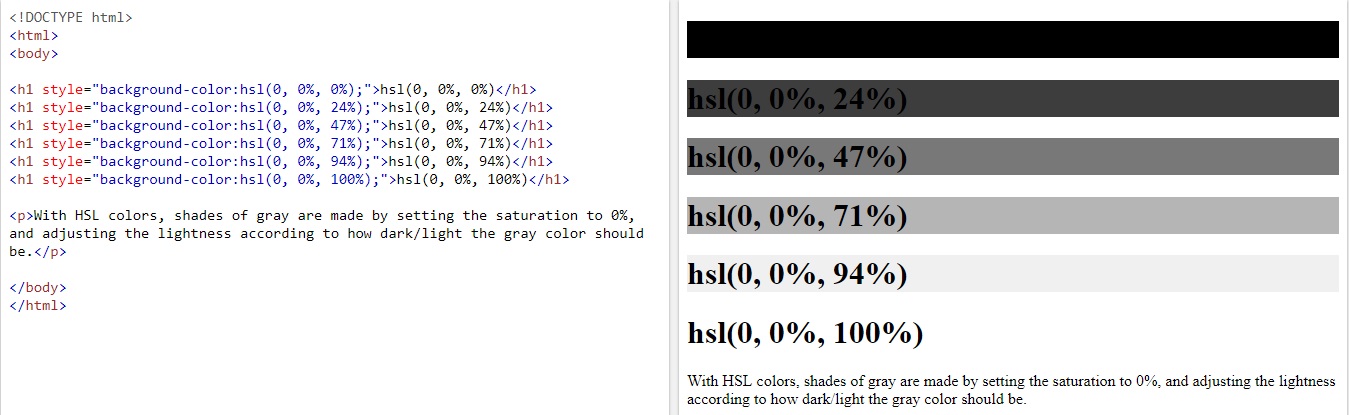 <!DOCTYPE html>
<html>
<body>
<h1 style="background-color:hsl(0, 0%, 0%);">hsl(0, 0%, 0%)</h1>
<h1 style="background-color:hsl(0, 0%, 24%);">hsl(0, 0%, 24%)</h1>
<h1 style="background-color:hsl(0, 0%, 47%);">hsl(0, 0%, 47%)</h1>
<h1 style="background-color:hsl(0, 0%, 71%);">hsl(0, 0%, 71%)</h1>
<h1 style="background-color:hsl(0, 0%, 94%);">hsl(0, 0%, 94%)</h1>
<h1 style="background-color:hsl(0, 0%, 100%);">hsl(0, 0%, 100%)</h1>
<p>With HSL colors, shades of gray are made by setting the saturation to 0%,
and adjusting the lightness according to how dark/light the gray color should
be.</p>
</body>
</html>
hsl(0, 0%, 24%)
hsl(0, 0%, 47%)
hsl(0, 0%, 71%)
hsl(0, 0%, 94%)
hsl(0, 0%, 100%)
With HSL colors, shades of gray are made by setting the saturation to 0%, and adjusting the lightness
according to how dark/light the gray color should be.